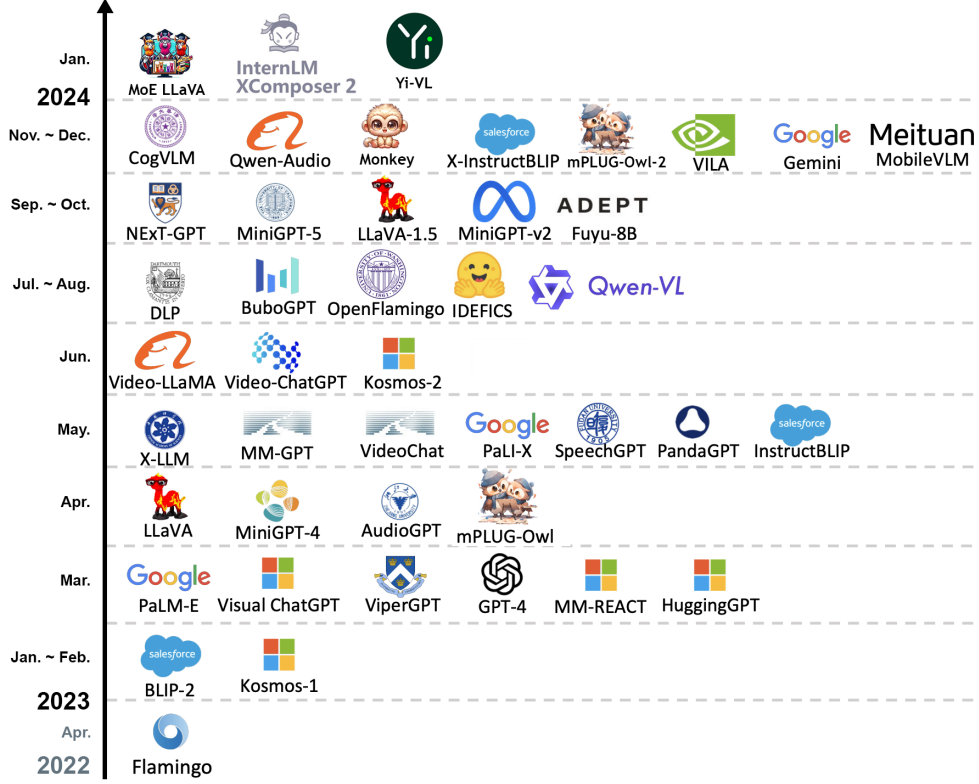 Jan.
2024
MoE LLaVA
InternLM
XComposer 2
Yi
Yi-VL
Nov. ~ Dec.
CogVLM
Qwen-Audio
Monkey
salesforce
X-InstructBLIP
mPLUG-Owl-2
VILA
Google
Gemini
Meituan
MobileVLM
Sep. ~ Oct.
NExT-GPT
MiniGPT-5
LLaVA-1.5
MiniGPT-v2
ADEPT
Fuyu-8B
Jul. ~ Aug.
DLP
BuboGPT
OpenFlamingo
IDEFICS
Qwen-VL
Jun.
Video-LLaMA
Video-ChatGPT
Kosmos-2
May.
X-LLM
MM-GPT
VideoChat
Google
PaLI-X
FUDAN UNIVERSITY
1905
SpeechGPT
PandaGPT
salesforce
InstructBLIP
Apr.
LLaVA
MiniGPT-4
AudioGPT
mPLUG-Owl
Mar.
Google
PaLM-E
Visual ChatGPT
ViperGPT
GPT-4
MM-REACT
HuggingGPT
Jan. ~ Feb.
2023
salesforce
BLIP-2
Kosmos-1
Apr.
2022
Flamingo